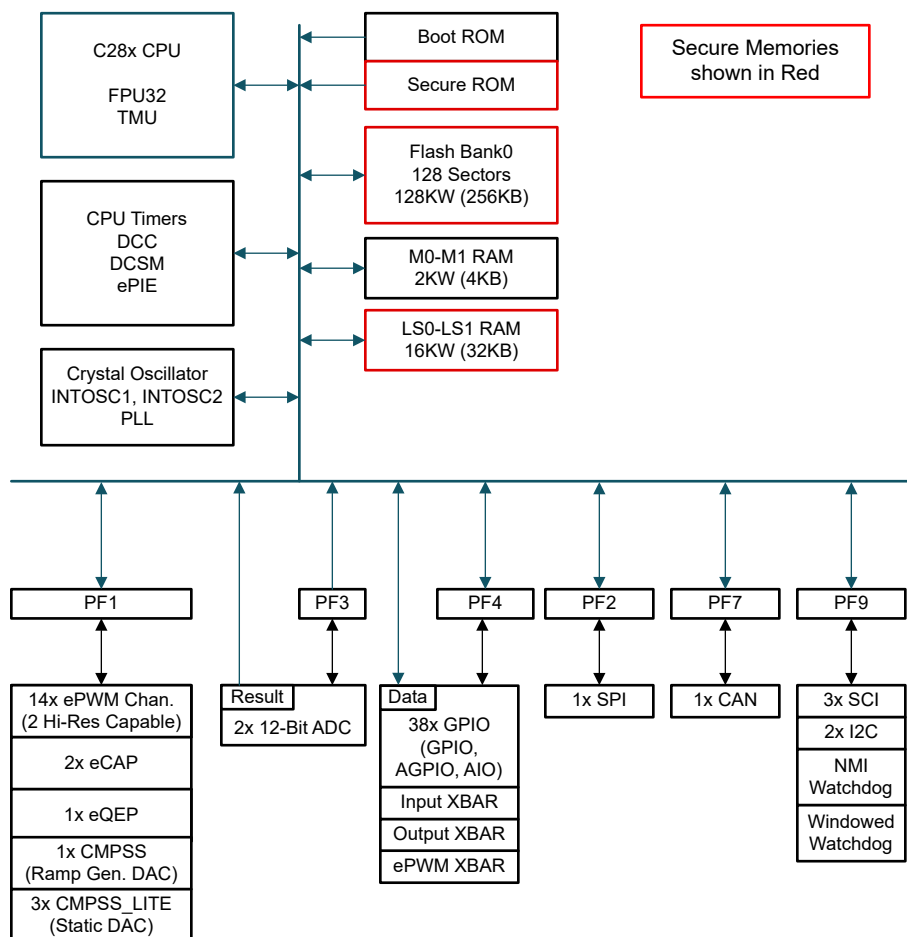 C28x CPU
FPU32
TMU
Boot ROM
Secure ROM
Secure Memories
shown in Red
Flash Bank0
128 Sectors
128KW (256KB)
CPU Timers
DCC
DCSM
ePIE
M0-M1 RAM
2KW (4KB)
LS0-LS1 RAM
16KW (32KB)
Crystal Oscillator
INTOSC1, INTOSC2
PLL
PF1
PF3
PF4
PF2
PF7
PF9
14x ePWM Chan.
(2 Hi-Res Capable)
2x eCAP
1x eQEP
1x CMPSS
(Ramp Gen. DAC)
3x CMPSS_LITE
(Static DAC)
Result
2x 12-Bit ADC
Data
38x GPIO
(GPIO,
AGPIO, AIO)
Input XBAR
Output XBAR
ePWM XBAR
1x SPI
1x CAN
3x SCI
2x I2C
NMI
Watchdog
Windowed
Watchdog